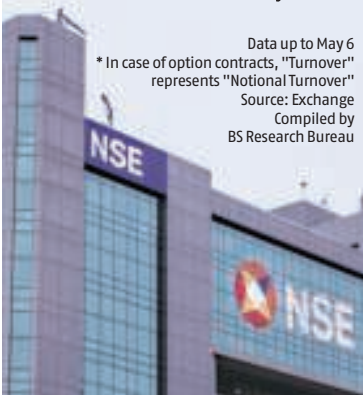 Data up to May 6
* In case of option contracts, "Turnover"
represents "Notional Turnover"
Source: Exchange
Compiled by
BS Research Bureau
NSE
NSE